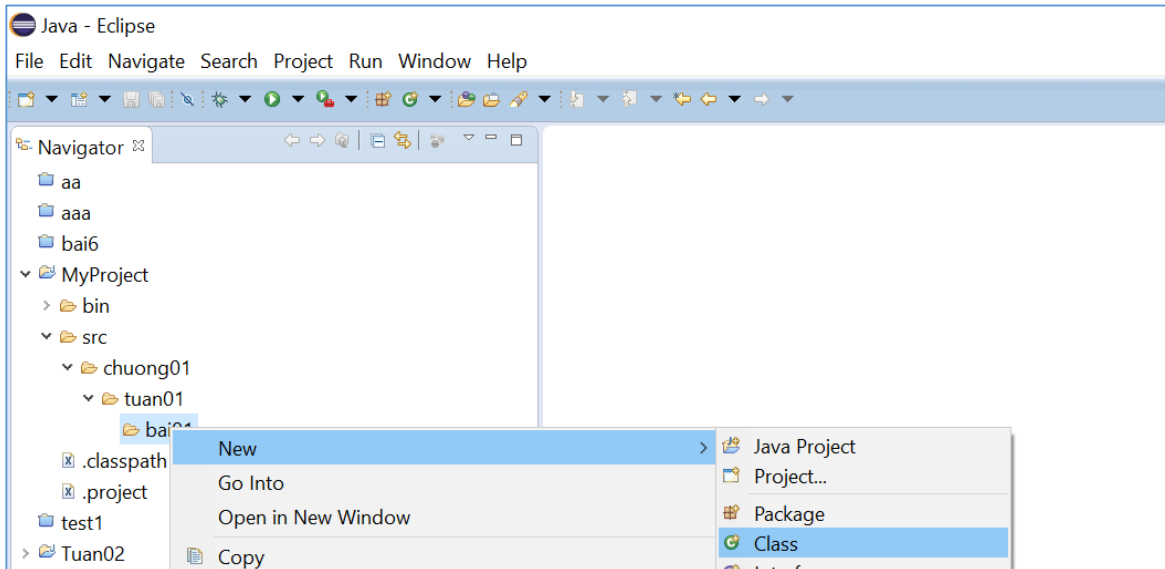 Java - Eclipse
File Edit Navigate Search Project Run Window Help
Navigator
aa
aaa
bai6
MyProject
bin
src
chuong01
tuan01
bai01
New
Java Project
.classpath
Go Into
Project...
.project
Open in New Window
Package
test1
Class
Tuan02
Copy